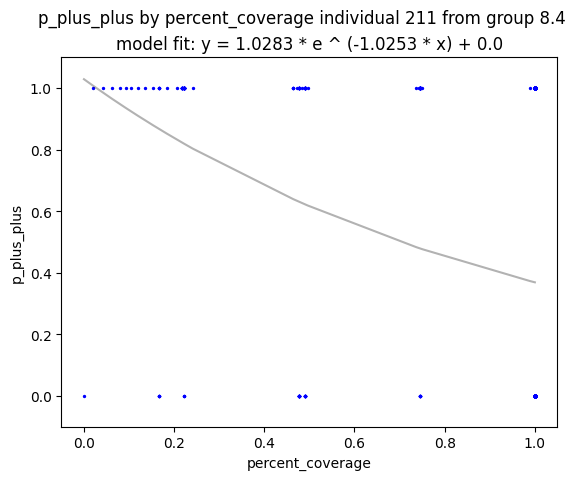 p_plus_plus by percent_coverage individual 211 from group 8.4
model fit: y = 1.0283 * e ^ (-1.0253 * x) + 0.0
1.0
0.8
0.6
0.4
0.2
0.0
p_plus_plus
0.0 0.2 0.4 0.6 0.8 1.0
percent_coverage